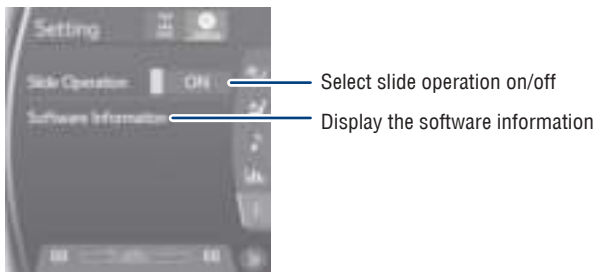 Setting
Slide Operation ON
Select slide operation on/off
Software Information
Display the software information